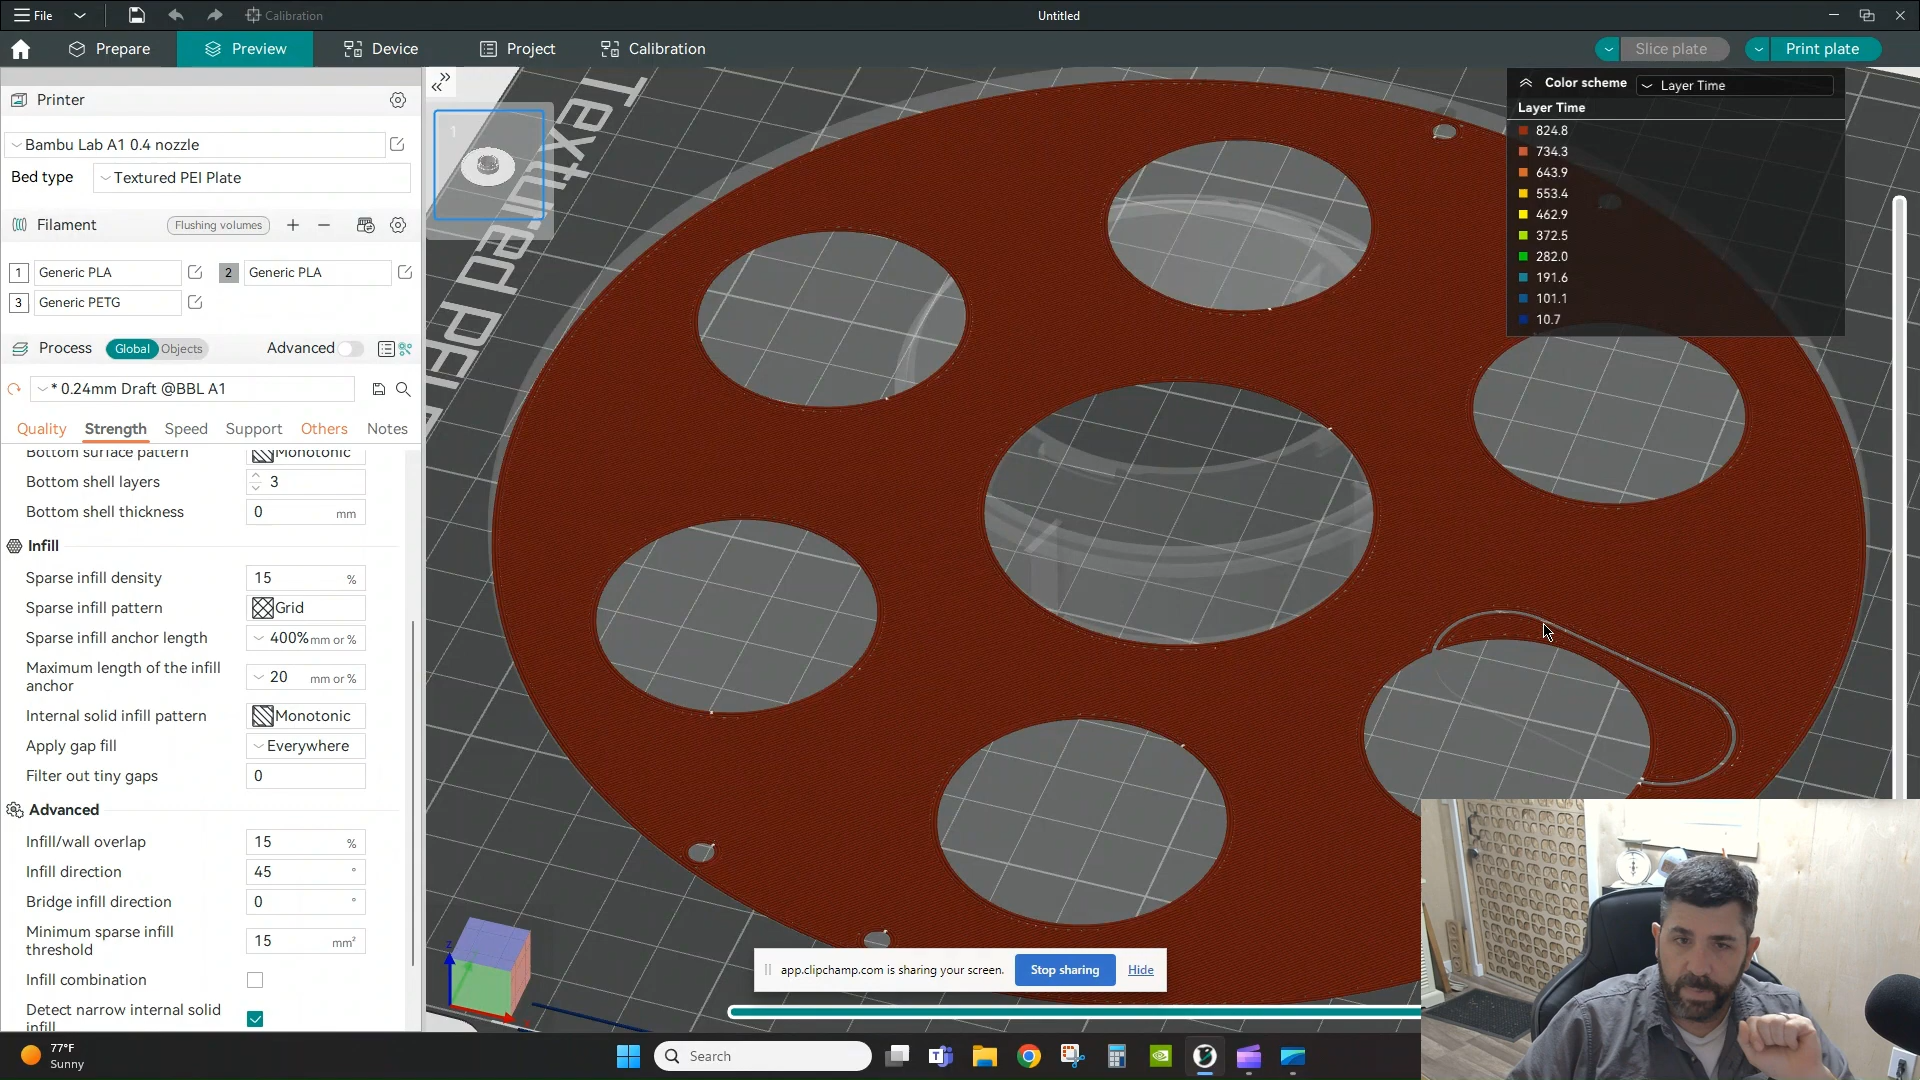 File
Calibration
Untitled
Prepare
Preview
Device
Project
Calibration
Slice plate
Print plate
Printer
Bambu Lab A1 0.4 nozzle
Bed type
Textured PEI Plate
Filament
Flushing volumes
1 Generic PLA
2 Generic PLA
3 Generic PETG
Process Global Objects Advanced
* 0.24mm Draft @BBL A1
Quality Strength Speed Support Others Notes
Bottom surface pattern Monotonic
Bottom shell layers 3
Bottom shell thickness 0 mm
Infill
Sparse infill density 15 %
Sparse infill pattern Grid
Sparse infill anchor length 400% mm or %
Maximum length of the infill
anchor 20 mm or %
Internal solid infill pattern Monotonic
Apply gap fill Everywhere
Filter out tiny gaps 0
Advanced
Infill/wall overlap 15 %
Infill direction 45 °
Bridge infill direction 0 °
Minimum sparse infill
threshold 15 mm²
Infill combination
Detect narrow internal solid
infill
1
Textured
Color scheme Layer Time
Layer Time
824.8
734.3
643.9
553.4
462.9
372.5
282.0
191.6
101.1
10.7
z
app.clipchamp.com is sharing your screen. Stop sharing Hide
77°F
Sunny
Search